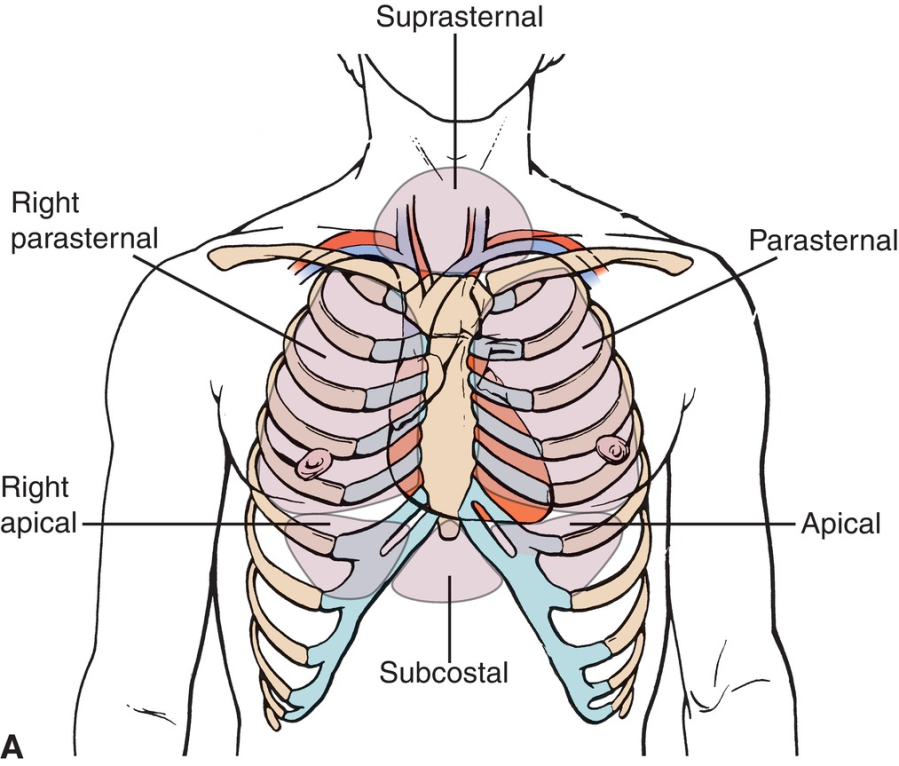 Suprasternal
Right
parasternal
Parasternal
Right
apical
Apical
Subcostal
A